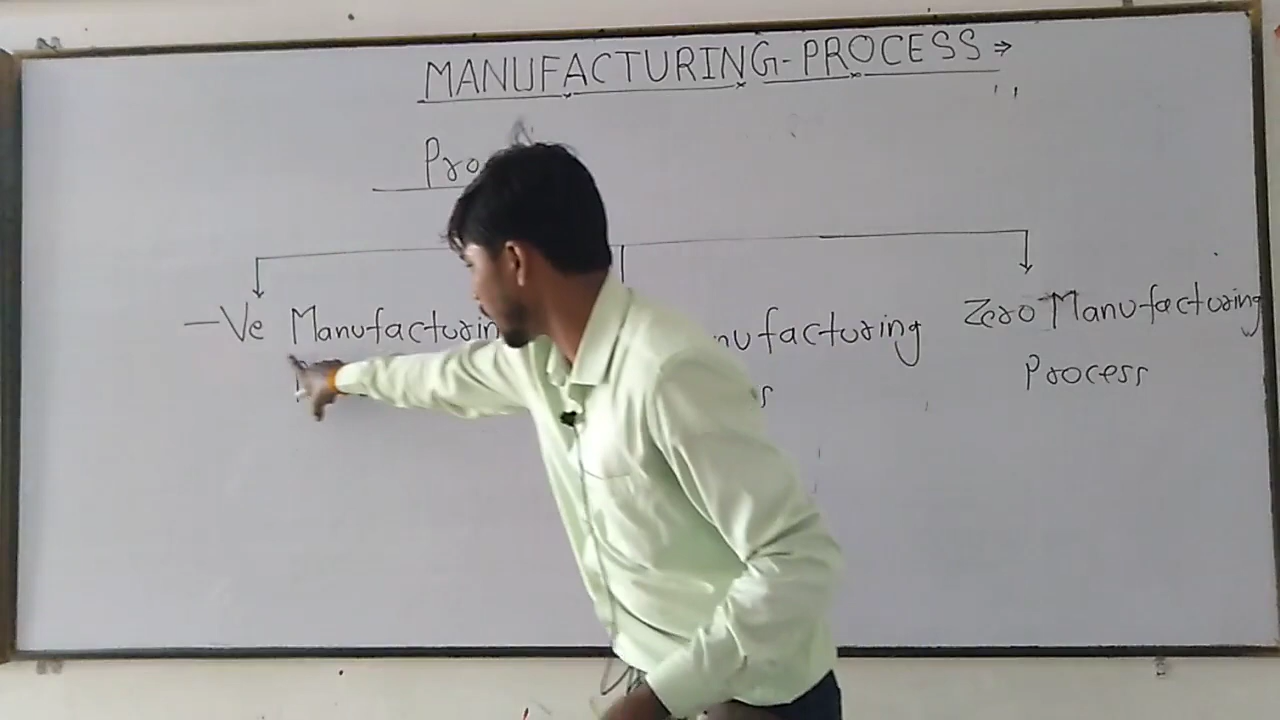 MANUFACTURING-PROCESS ⇒
-Ve Manufacturing Zero Manufacturing
Process